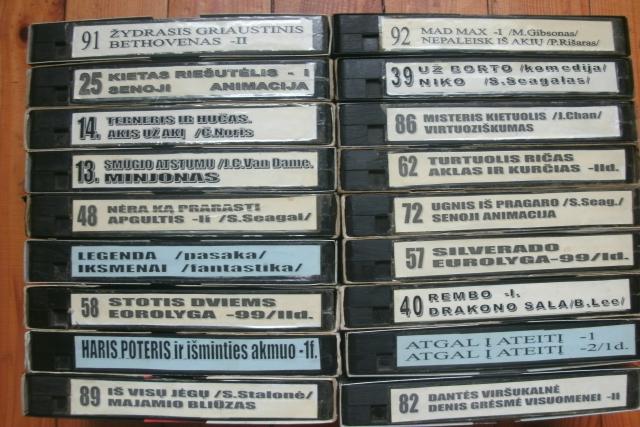 91 ŽYDRASIS GRIAUSTINIS
BETHOVENAS -II
25 KIETAS RIEŠUTĖLIS - I
SENOJI ANIMACIJA
14. TERNERIS IR HUČAS.
AKIS UŽ AKĮ /Č.Noris
13. SMŪGIO ATSTUMU /J.C.Van Dame.
MINJONAS
48 NĖRA KĄ PRARASTI
APGULTIS -Ii /S.Seagal/
LEGENDA /pasaka/
IKSMENAI /fantastika/
58 STOTIS DVIEMS
EOROLYGA -99/IId.
HARIS POTERIS ir išminties akmuo -1f.
89 IŠ VISŲ JĖGŲ /S.Stalonė/
MAJAMIO BLIŪZAS
92 MAD MAX -I /M.Gibsonas/
NEPALEISK IŠ AKIŲ /P.Rišaras/
39 UŽ BORTO /komedija/
NIKO /S.Seagalas/
86 MISTERIS KIETUOLIS /J.Chan/
VIRTUOZIŠKUMAS
62 TURTUOLIS RIČAS
AKLAS IR KURČIAS -IId.
72 UGNIS IŠ PRAGARO /S.Seag./
SENOJI ANIMACIJA
57 SILVERADO
EUROLYGA-99/Id.
40 REMBO -I.
DRAKONO SALA/B.Lee/
ATGAL Į ATEITĮ -1
ATGAL Į ATEITĮ -2/1d.
82 DANTĖS VIRŠUKALNĖ
DENIS GRĖSMĖ VISUOMENEI -II